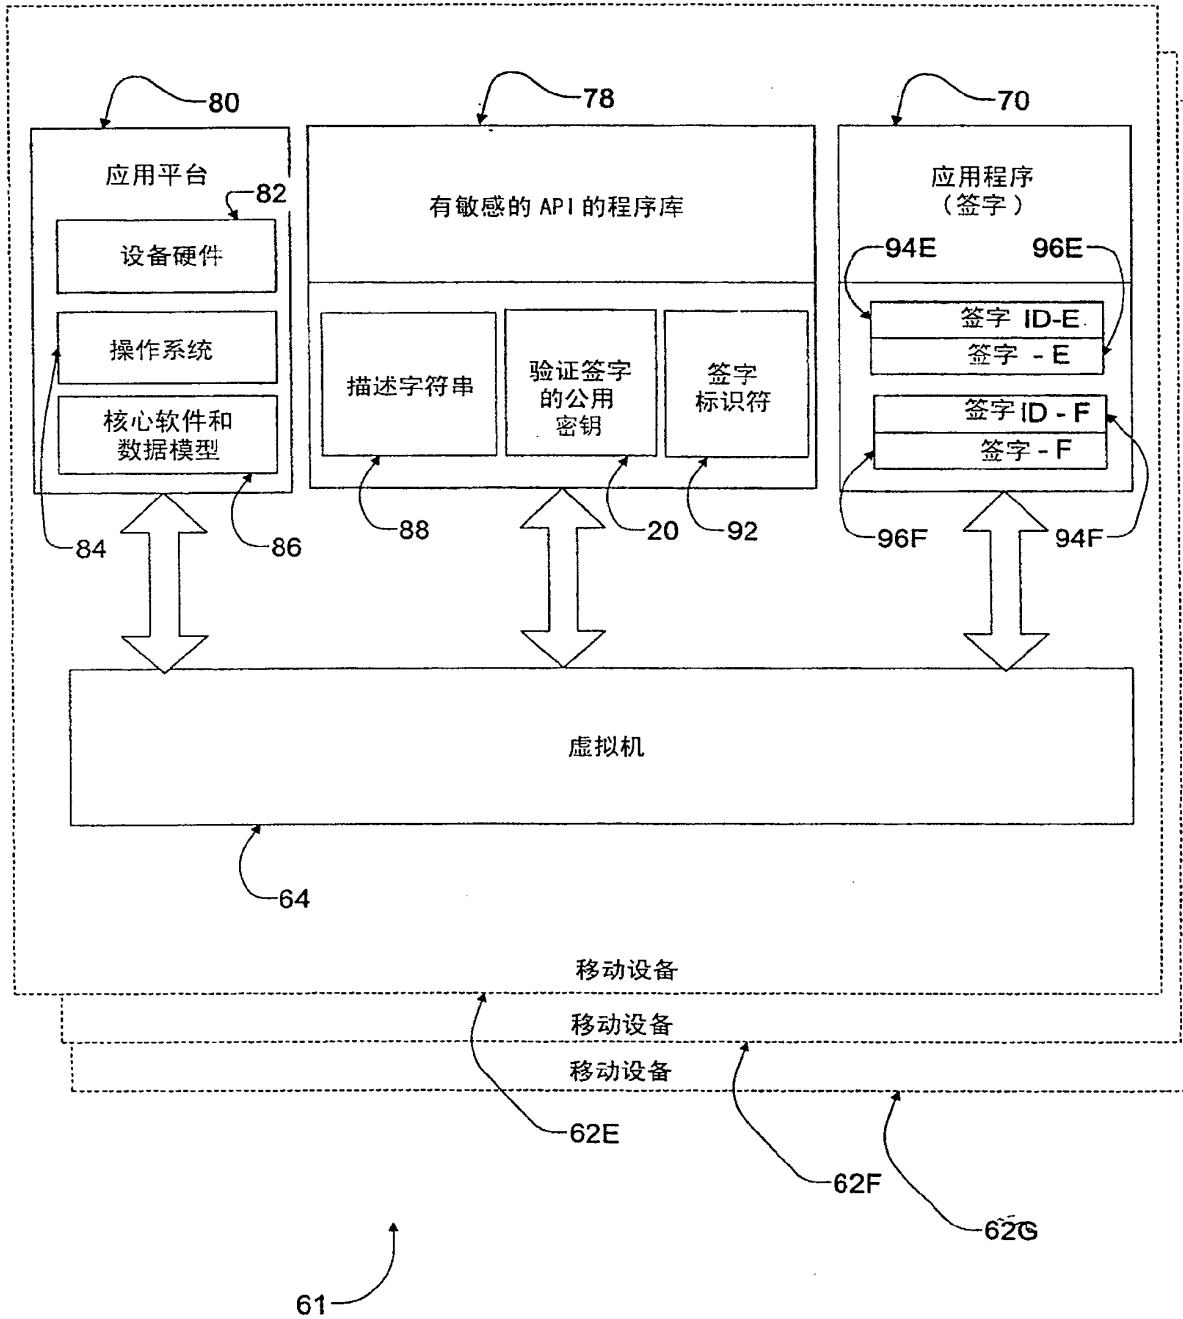 80
78
70
应用平台
82
设备硬件
操作系统
核心软件和
数据模型
84
86
有敏感的 API 的程序库
描述字符串
验证签字
的公用
密钥
签字
标识符
88
20
92
应用程序
（签字）
94E
96E
签字 ID-E
签字 - E
签字 ID - F
签字 - F
96F
94F
虚拟机
64
移动设备
移动设备
移动设备
62E
62F
62G
61